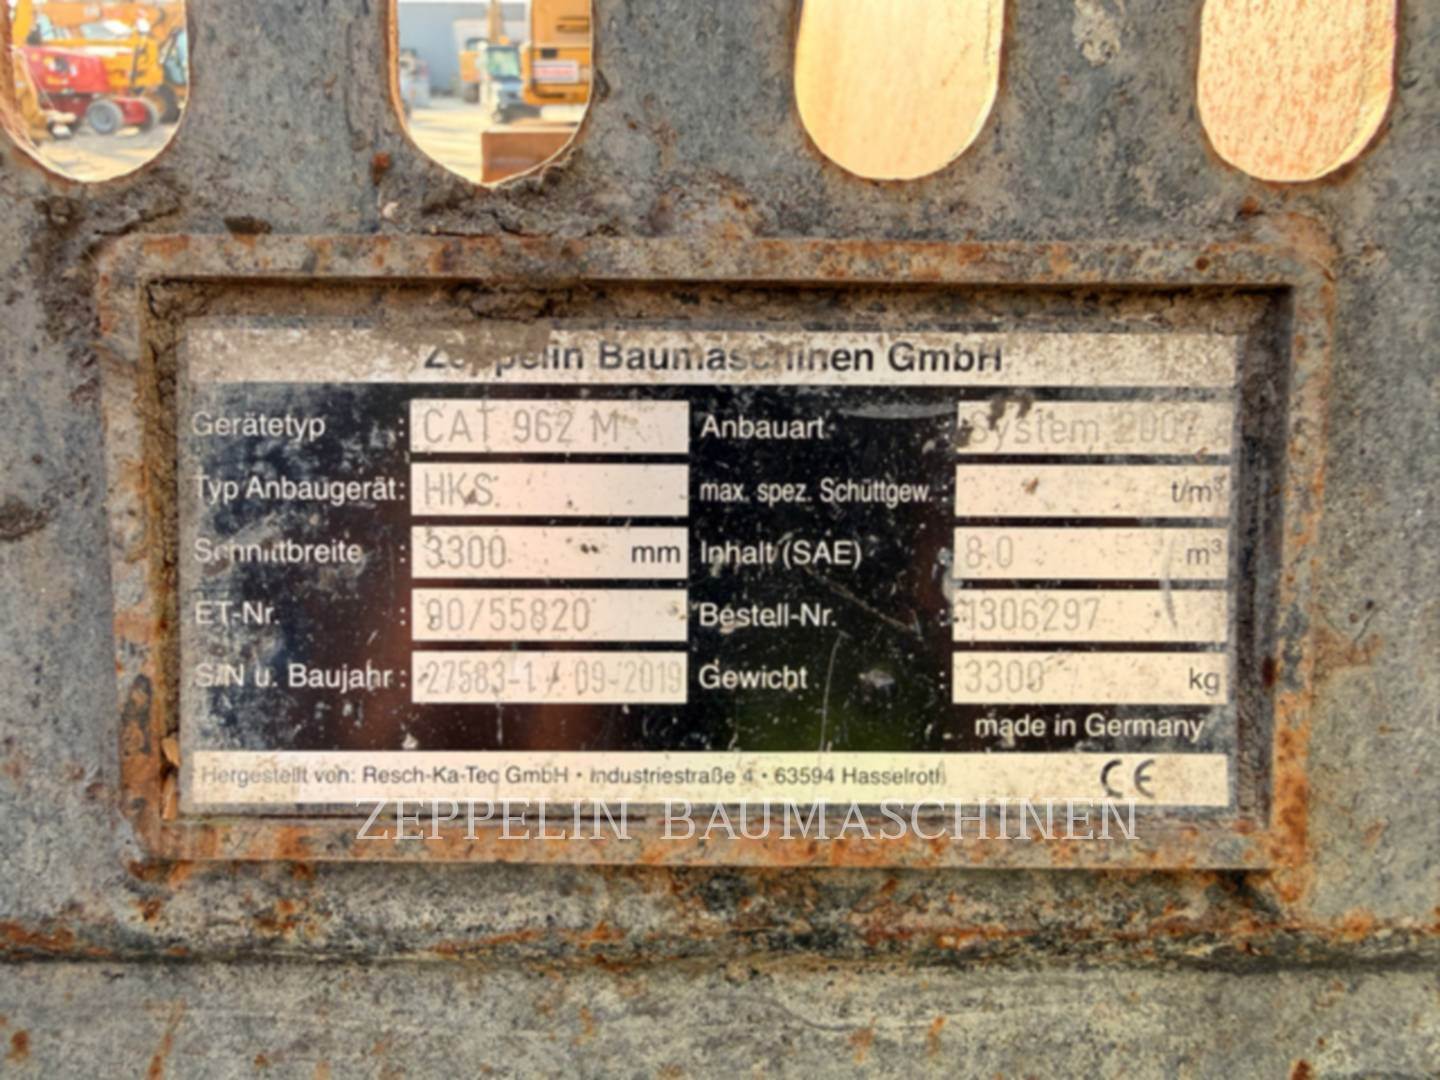 Zeppelin Baumaschinen GmbH
Gerätetyp : CAT 962 M Anbauart : System 2007
Typ Anbaugerät: HKS max. spez. Schüttgew. : t/m³
Schnittbreite : 3300 mm Inhalt (SAE) 8.0 m³
ET-Nr. : 90/55820 Bestell-Nr. : 1306297
S/N u. Baujahr : 27583-1 / 09-2019 Gewicht : 3300 kg
made in Germany
Hergestellt von: Resch-Ka-Tec GmbH • Industriestraße 4 • 63594 Hasselroth CE
ZEPPELIN BAUMASCHINEN